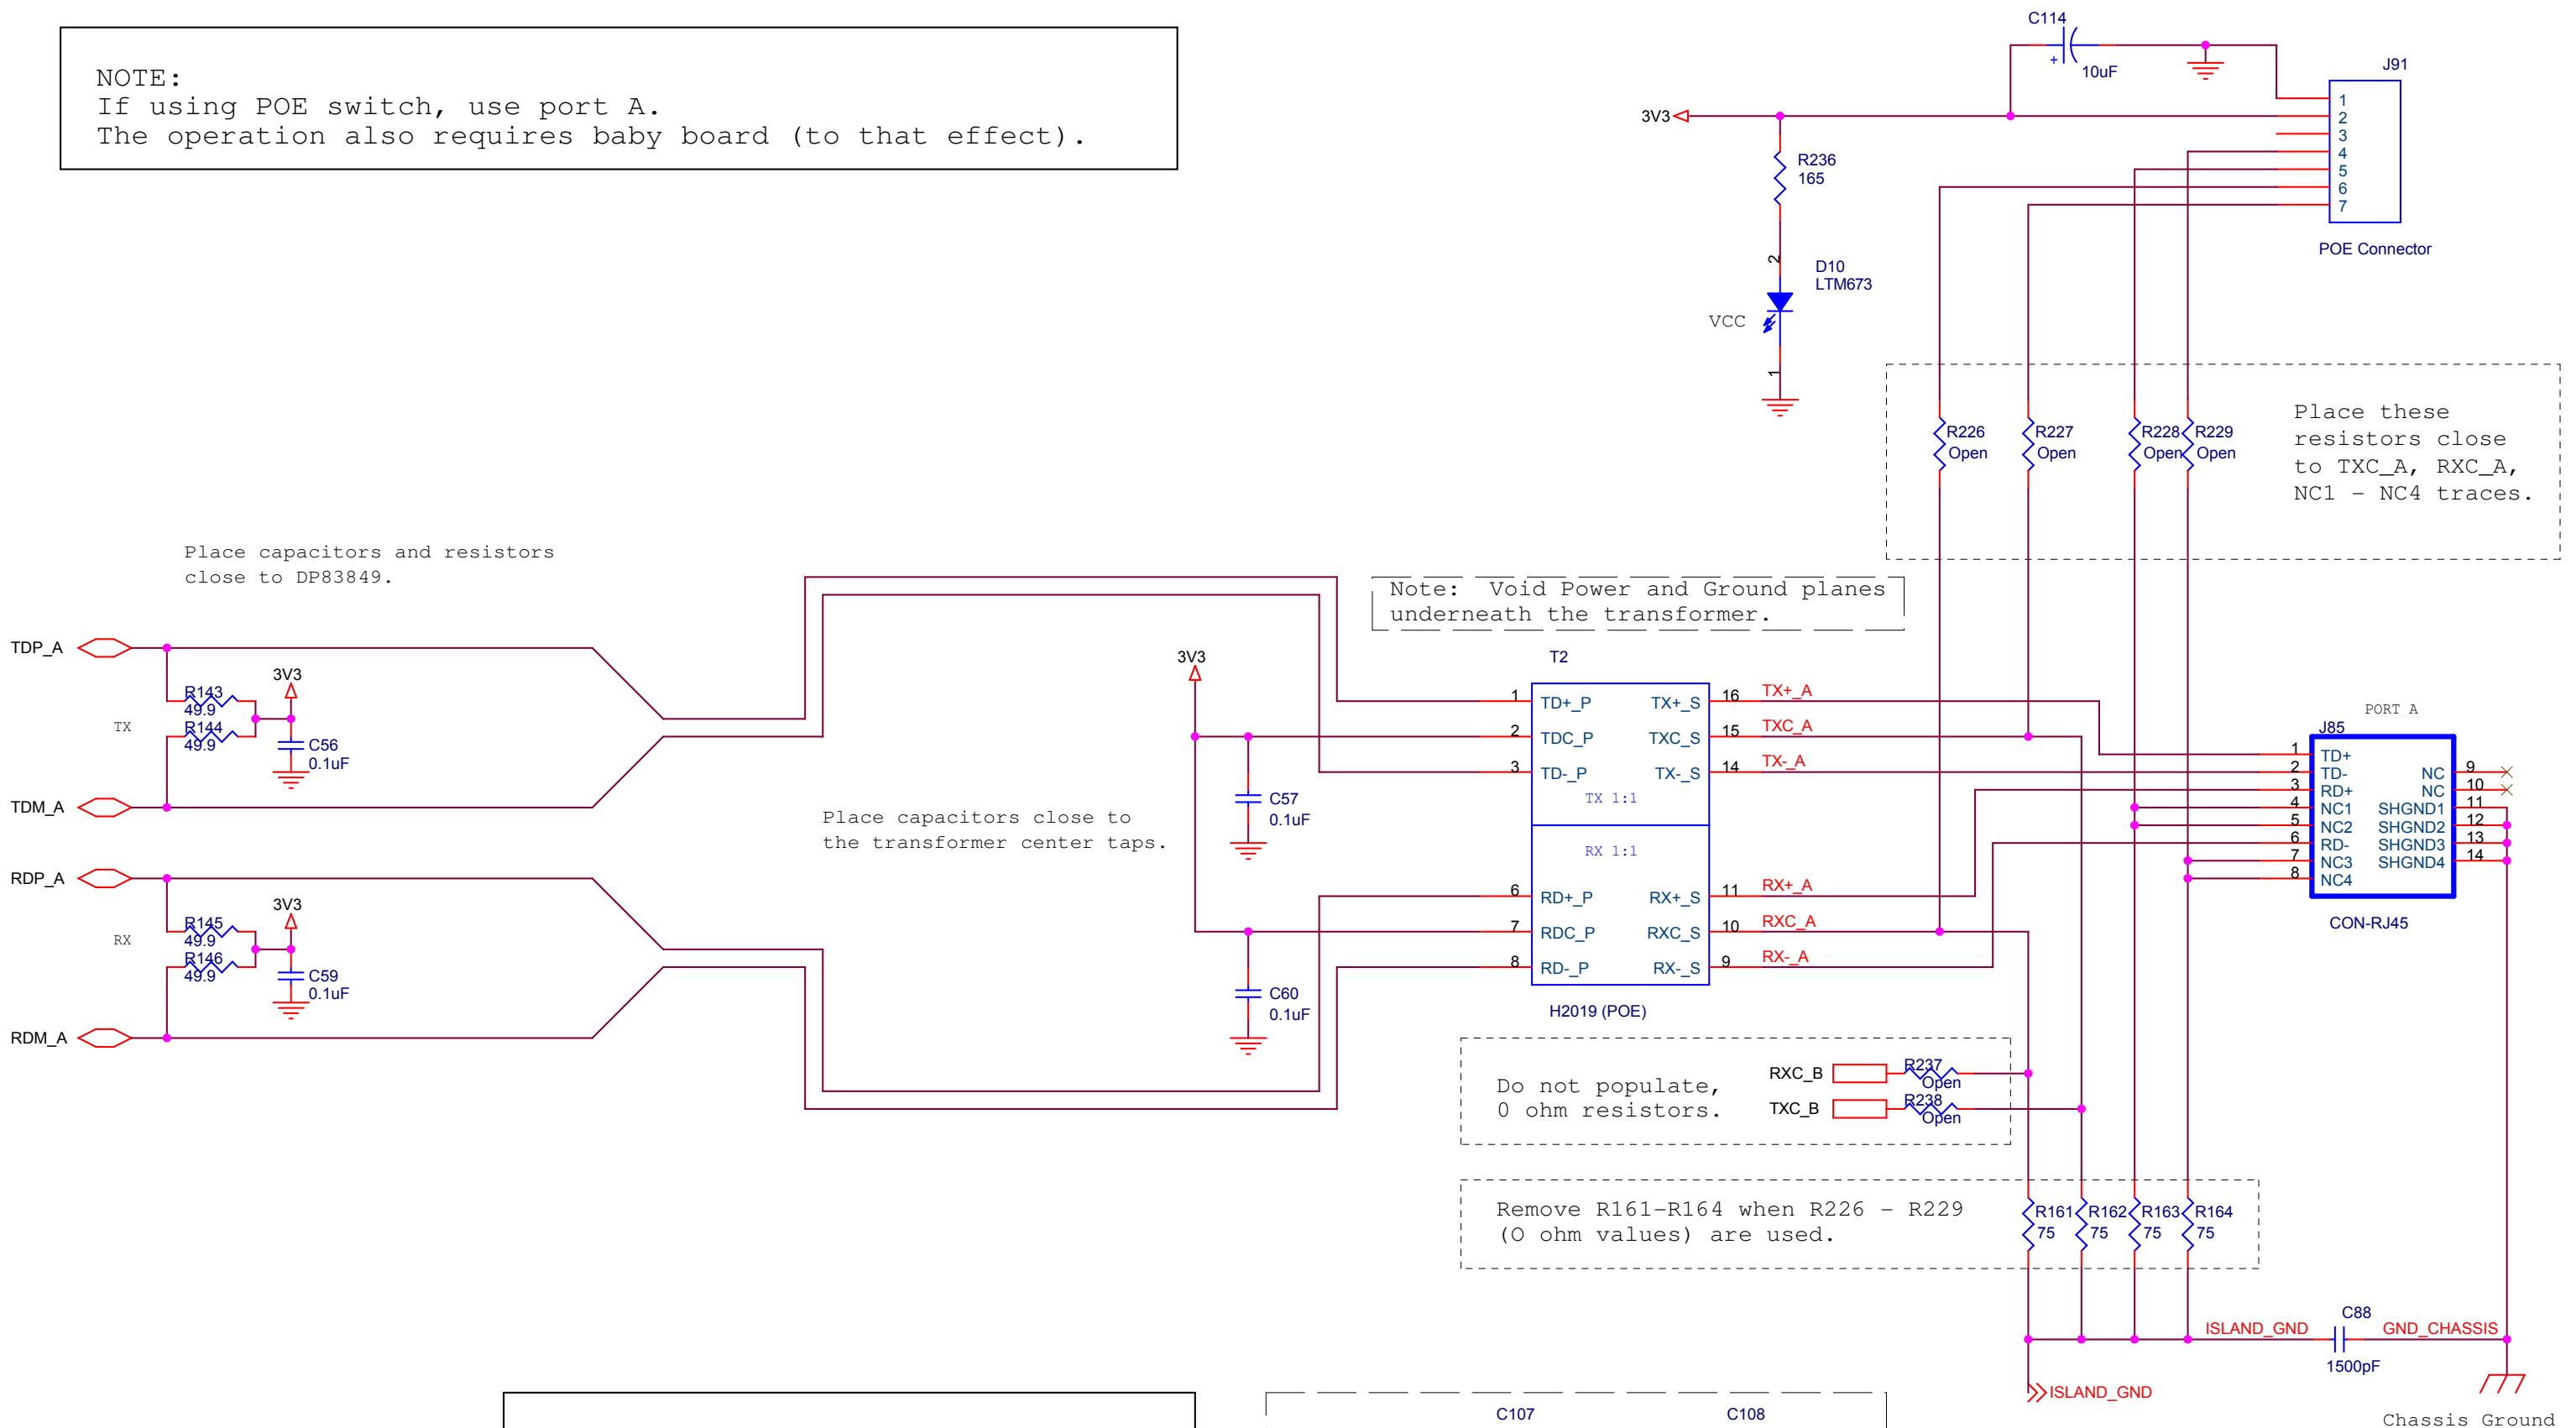 NOTE:
If using POE switch, use port A.
The operation also requires baby board (to that effect).
C114
+
10uF
J91
1
2
3
4
5
6
7
POE Connector
3V3
R236
165
2
D10
LTM673
VCC
1
R226
Open
R227
Open
R228
Open
R229
Open
Place these
resistors close
to TXC_A, RXC_A,
NC1 - NC4 traces.
Place capacitors and resistors
close to DP83849.
Note: Void Power and Ground planes
underneath the transformer.
TDP_A
3V3
R143
49.9
TX
R144
49.9
C56
0.1uF
TDM_A
RDP_A
3V3
R145
49.9
RX
R146
49.9
C59
0.1uF
RDM_A
Place capacitors close to
the transformer center taps.
3V3
C57
0.1uF
C60
0.1uF
T2
1 TD+_P TX+_S 16 TX+_A
2 TDC_P TXC_S 15 TXC_A
3 TD-_P TX-_S 14 TX-_A
TX 1:1
RX 1:1
6 RD+_P RX+_S 11 RX+_A
7 RDC_P RXC_S 10 RXC_A
8 RD-_P RX-_S 9 RX-_A
H2019 (POE)
PORT A
J85
1 TD+
2 TD- NC 9
3 RD+ NC 10
4 NC1 SHGND1 11
5 NC2 SHGND2 12
6 RD- SHGND3 13
7 NC3 SHGND4 14
8 NC4
CON-RJ45
Do not populate,
0 ohm resistors.
RXC_B
R237
Open
TXC_B
R238
Open
Remove R161-R164 when R226 - R229
(O ohm values) are used.
R161
75
R162
75
R163
75
R164
75
ISLAND_GND
C88
1500pF
GND_CHASSIS
ISLAND_GND
Chassis Ground
C107
C108